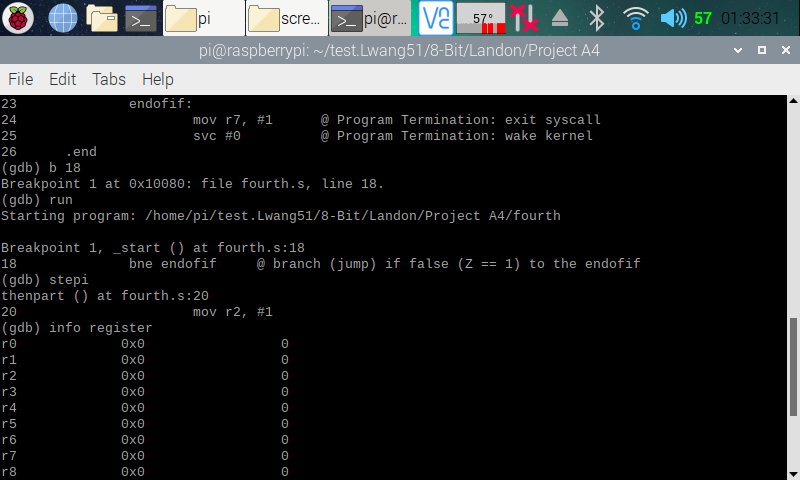 pi
scre...
pi@r...
57°
57
01:33:31
pi@raspberrypi: ~/test.Lwang51/8-Bit/Landon/Project A4
File Edit Tabs Help
23 endofif:
24 mov r7, #1 @ Program Termination: exit syscall
25 svc #0 @ Program Termination: wake kernel
26 .end
(gdb) b 18
Breakpoint 1 at 0x10080: file fourth.s, line 18.
(gdb) run
Starting program: /home/pi/test.Lwang51/8-Bit/Landon/Project A4/fourth
Breakpoint 1, _start () at fourth.s:18
18 bne endofif @ branch (jump) if false (Z == 1) to the endofif
(gdb) stepi
thenpart () at fourth.s:20
20 mov r2, #1
(gdb) info register
r0 0x0 0
r1 0x0 0
r2 0x0 0
r3 0x0 0
r4 0x0 0
r5 0x0 0
r6 0x0 0
r7 0x0 0
r8 0x0 0